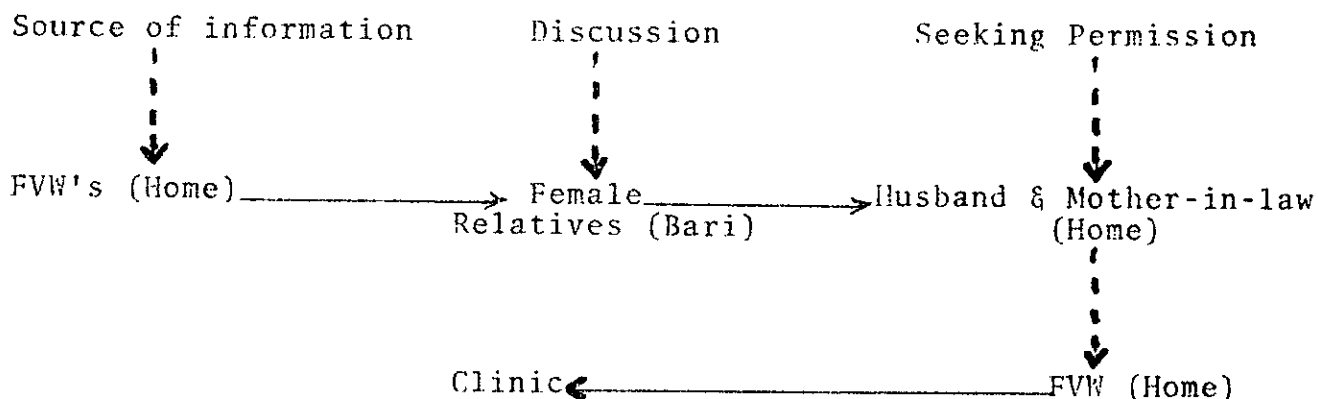 Source of information Discussion Seeking Permission
FVW's (Home) Female Husband & Mother-in-law
Relatives (Bari) (Home)
Clinic FVW (Home)